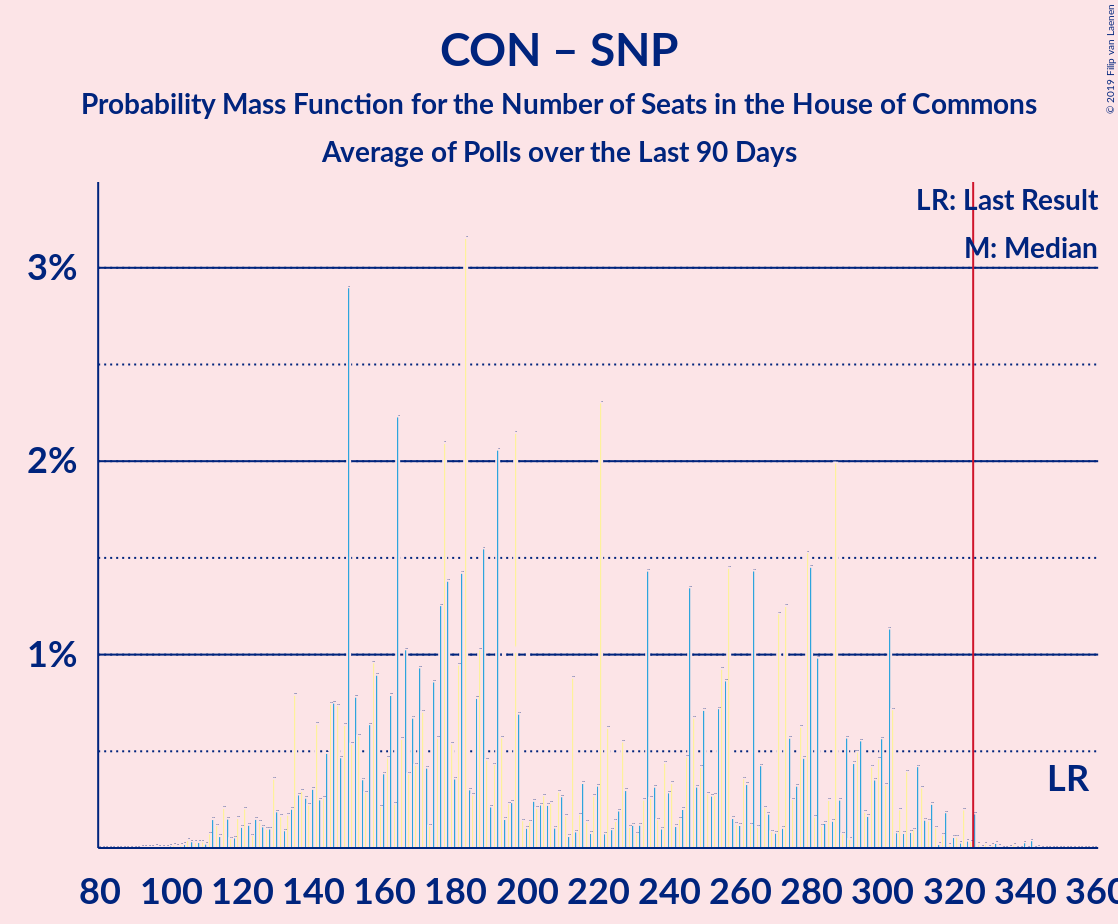 CON – SNP
Probability Mass Function for the Number of Seats in the House of Commons
Average of Polls over the Last 90 Days
© 2019 Filip van Laenen
LR: Last Result
M: Median
3%
2%
1%
LR
80 100 120 140 160 180 200 220 240 260 280 300 320 340 360